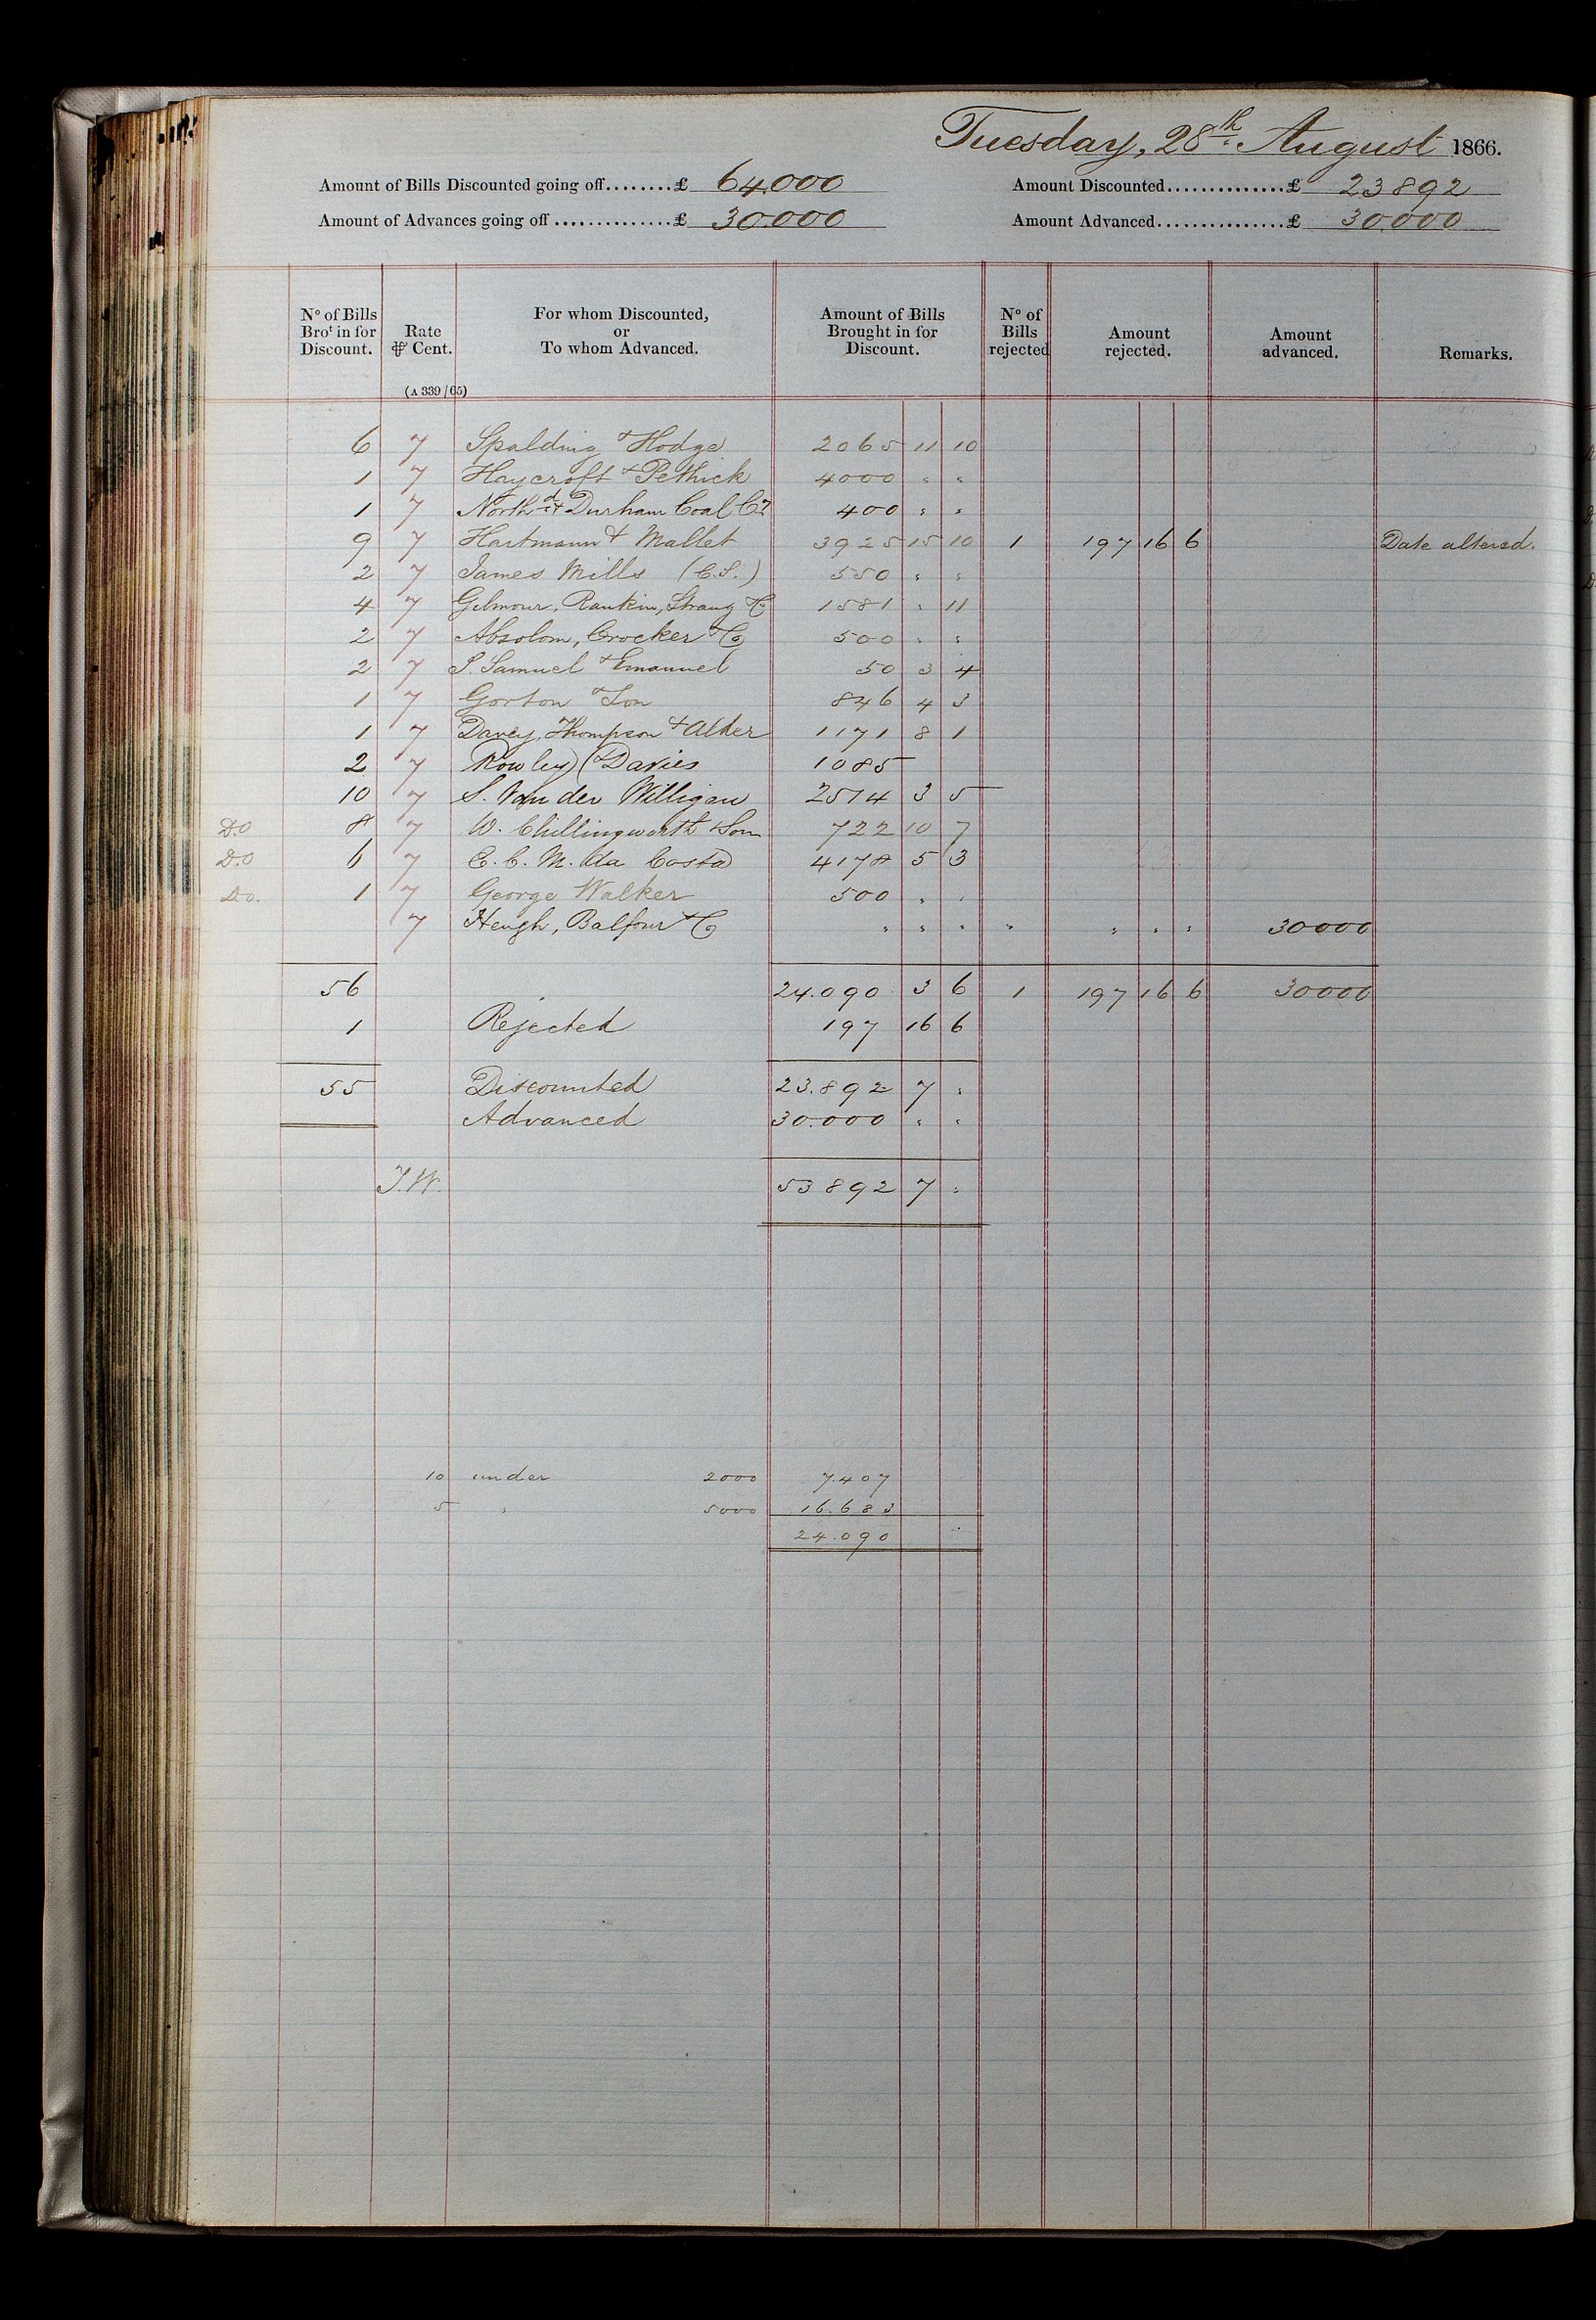 Tuesday, 28th August 1866.
Amount of Bills Discounted going off........£ 64,000 Amount Discounted..............£ 23892
Amount of Advances going off ..............£ 30.000 Amount Advanced...............£ 30.000
No of Bills Brot in for Discount. Rate ⅌ Cent. For whom Discounted, or To whom Advanced. Amount of Bills Brought in for Discount. No of Bills rejected Amount rejected. Amount advanced. Remarks.
(A 339/65)
6 7 Spalding & Hodge 2065 11 10
1 7 Haycroft & Pethick 4000 " "
1 7 North d & Durham Coal Co 400 " "
9 7 Hartmann & Mallet 3925 15 10 1 197 16 6 Date altered.
2 7 James Mills (C.S.) 550 " "
4 7 Gilmour, Rankin, Strang & Co 1581 " 11
2 7 Absolom, Crocker & Co 500 " "
2 7 S. Samuel & Emanuel 50 3 4
1 7 Gorton & Son 846 4 3
1 7 Davey, Thompson & Alder 1171 8 1
2 7 Rowley) (Davies 1085
10 7 S. Van der Willigan 2514 3 5
D.O 8 7 W. Chillingworth & Son 722 10 7
D.O 6 7 E. C. M. da Costa 4178 5 3
D.O. 1 7 George Walker 500 " "
7 Heugh, Balfour & Co " " " " " " " 30000
56 24.090 3 6 1 197 16 6 30000
1 Rejected 197 16 6
55 Discounted 23.892 7 "
Advanced 30.000 " "
J.W. 53892 7 "
10 under 2000 7.407
5 " 5000 16.683
24.090